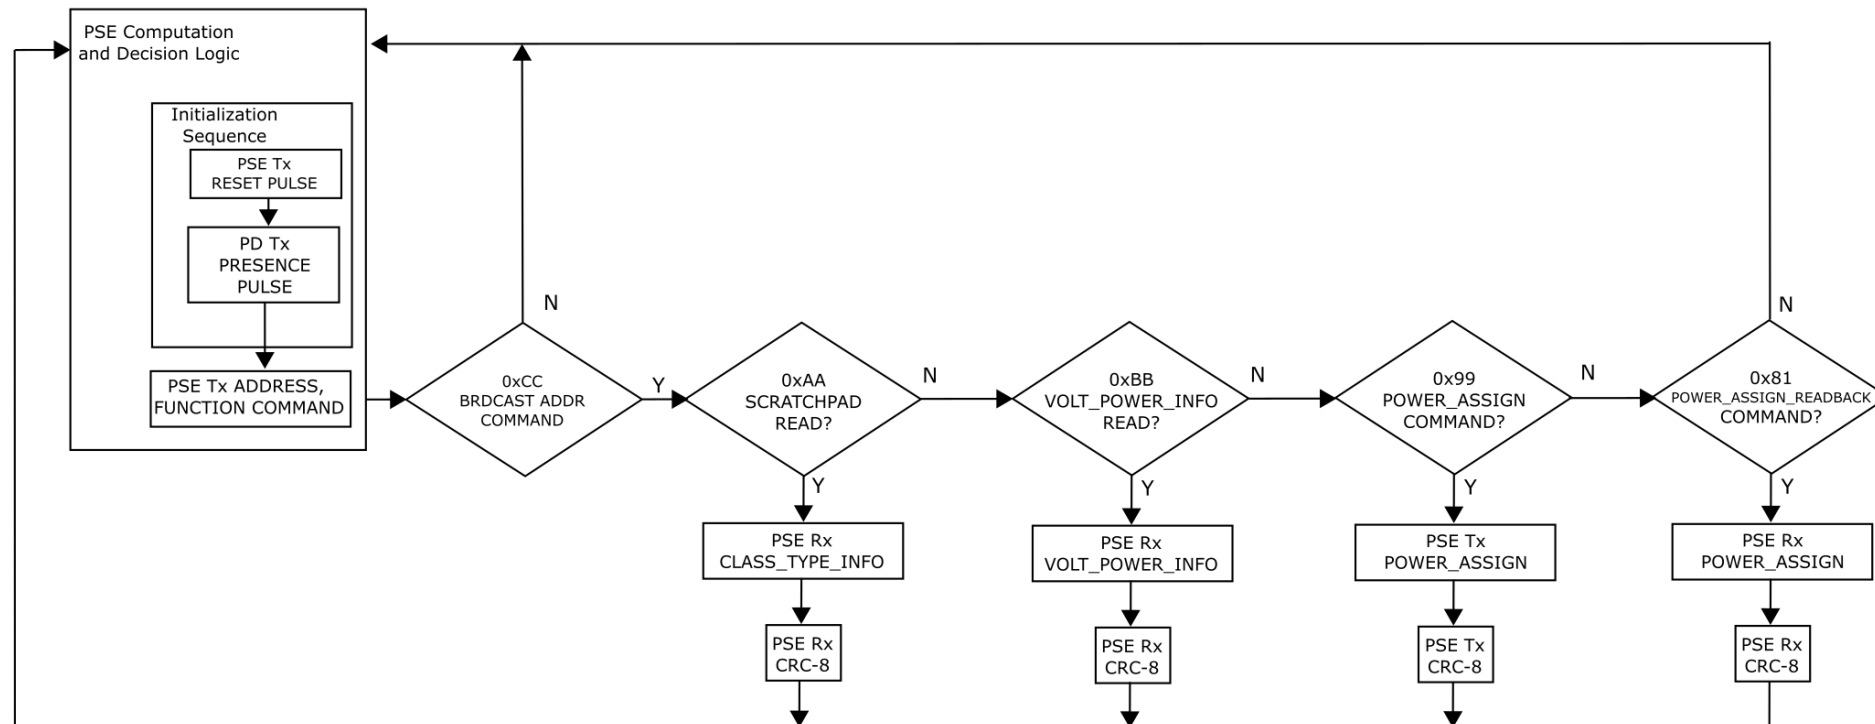 PSE Computation
and Decision Logic
Initialization
Sequence
PSE Tx
RESET PULSE
PD Tx
PRESENCE
PULSE
PSE Tx ADDRESS,
FUNCTION COMMAND
N
0xCC
BRDCAST ADDR
COMMAND
Y
0xAA
SCRATCHPAD
READ?
N
Y
PSE Rx
CLASS_TYPE_INFO
PSE Rx
CRC-8
0xBB
VOLT_POWER_INFO
READ?
N
Y
PSE Rx
VOLT_POWER_INFO
PSE Rx
CRC-8
0x99
POWER_ASSIGN
COMMAND?
N
Y
PSE Tx
POWER_ASSIGN
PSE Tx
CRC-8
N
0x81
POWER_ASSIGN_READBACK
COMMAND?
Y
PSE Rx
POWER_ASSIGN
PSE Rx
CRC-8